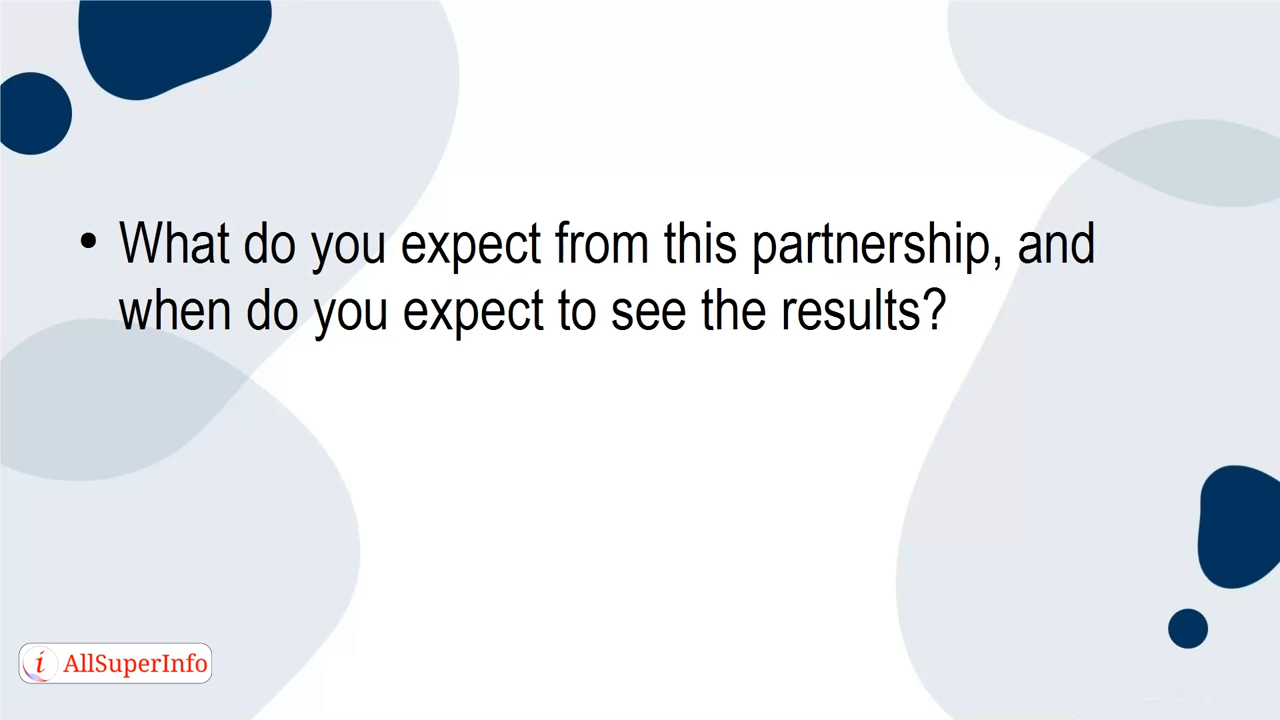 • What do you expect from this partnership, and
when do you expect to see the results?
i AllSuperInfo